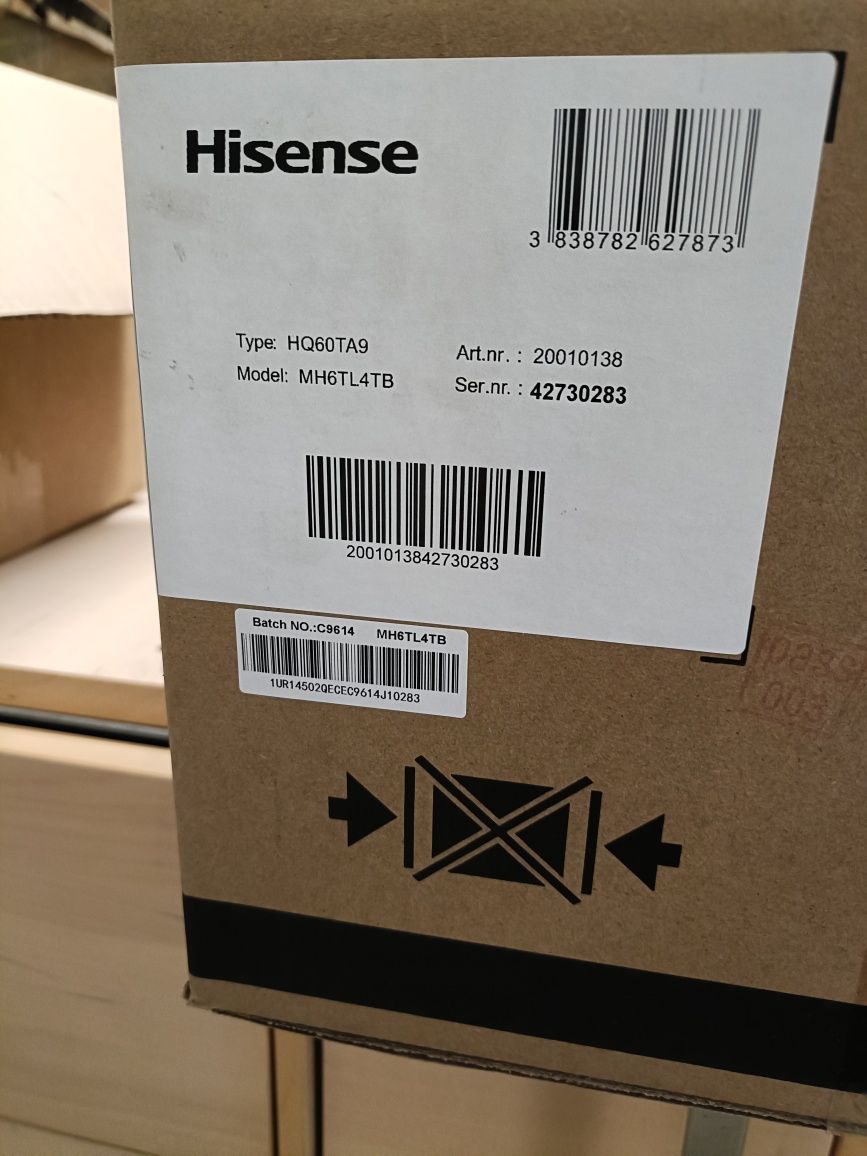 Hisense
3 838782 627873
Type: HQ60TA9
Art.nr. : 20010138
Model: MH6TL4TB
Ser.nr. : 42730283
2001013842730283
Batch NO.:C9614 MH6TL4TB
1UR14502QECEC9614J10283